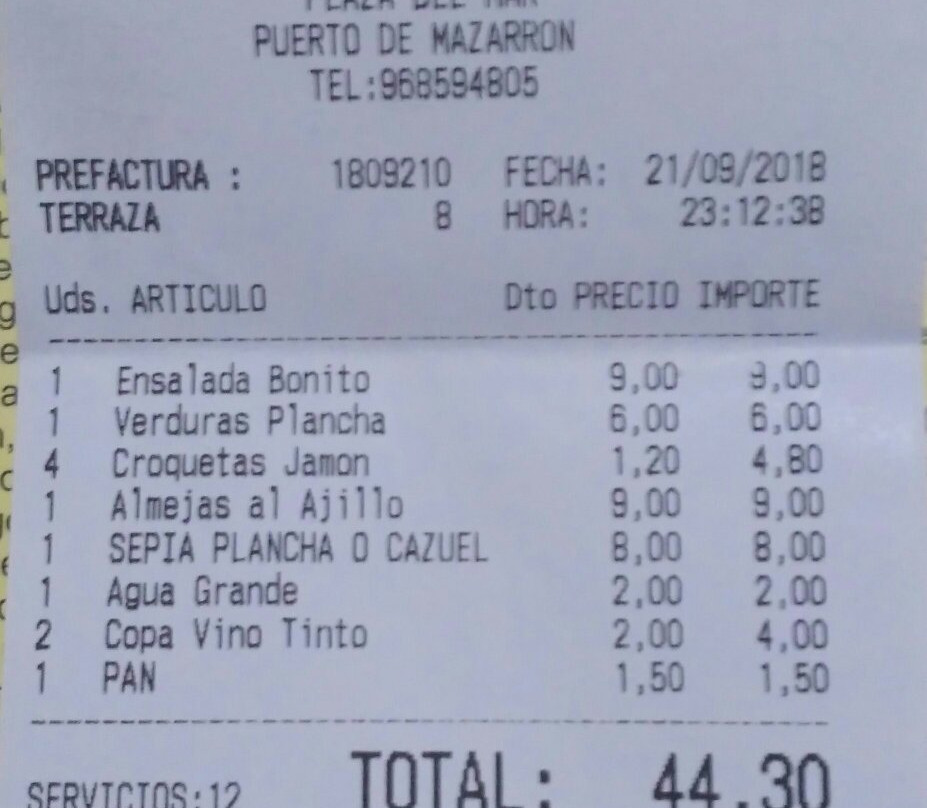 PLAZA DEL MAR
PUERTO DE MAZARRON
TEL:968594805
PREFACTURA : 1809210 FECHA: 21/09/2018
TERRAZA 8 HORA: 23:12:38
Uds. ARTICULO Dto PRECIO IMPORTE
1 Ensalada Bonito 9,00 9,00
1 Verduras Plancha 6,00 6,00
4 Croquetas Jamon 1,20 4,80
1 Almejas al Ajillo 9,00 9,00
1 SEPIA PLANCHA O CAZUEL 8,00 8,00
1 Agua Grande 2,00 2,00
2 Copa Vino Tinto 2,00 4,00
1 PAN 1,50 1,50
SERVICIOS:12 TOTAL: 44,30